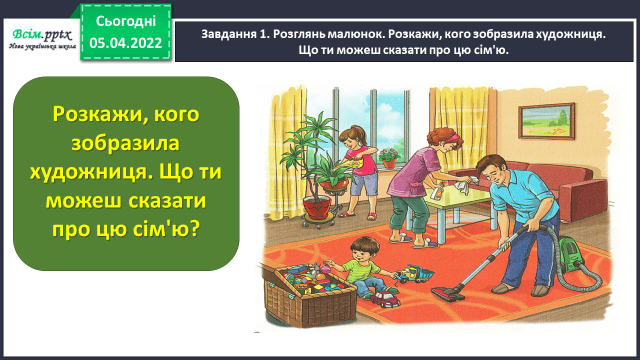 Всім.pptx
Нова українська школа
Сьогодні
05.04.2022
Завдання 1. Розглянь малюнок. Розкажи, кого зобразила художниця.
Що ти можеш сказати про цю сім'ю.
Розкажи, кого
зобразила
художниця. Що ти
можеш сказати
про цю сім'ю?